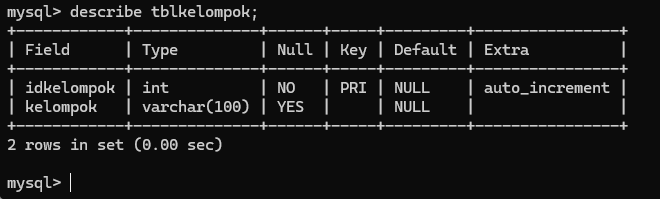 mysql> describe tblkelompok;
+------------+--------------+------+-----+---------+----------------+
| Field      | Type         | Null | Key | Default | Extra          |
+------------+--------------+------+-----+---------+----------------+
| idkelompok | int          | NO   | PRI | NULL    | auto_increment |
| kelompok   | varchar(100) | YES  |     | NULL    |                |
+------------+--------------+------+-----+---------+----------------+
2 rows in set (0.00 sec)
mysql>